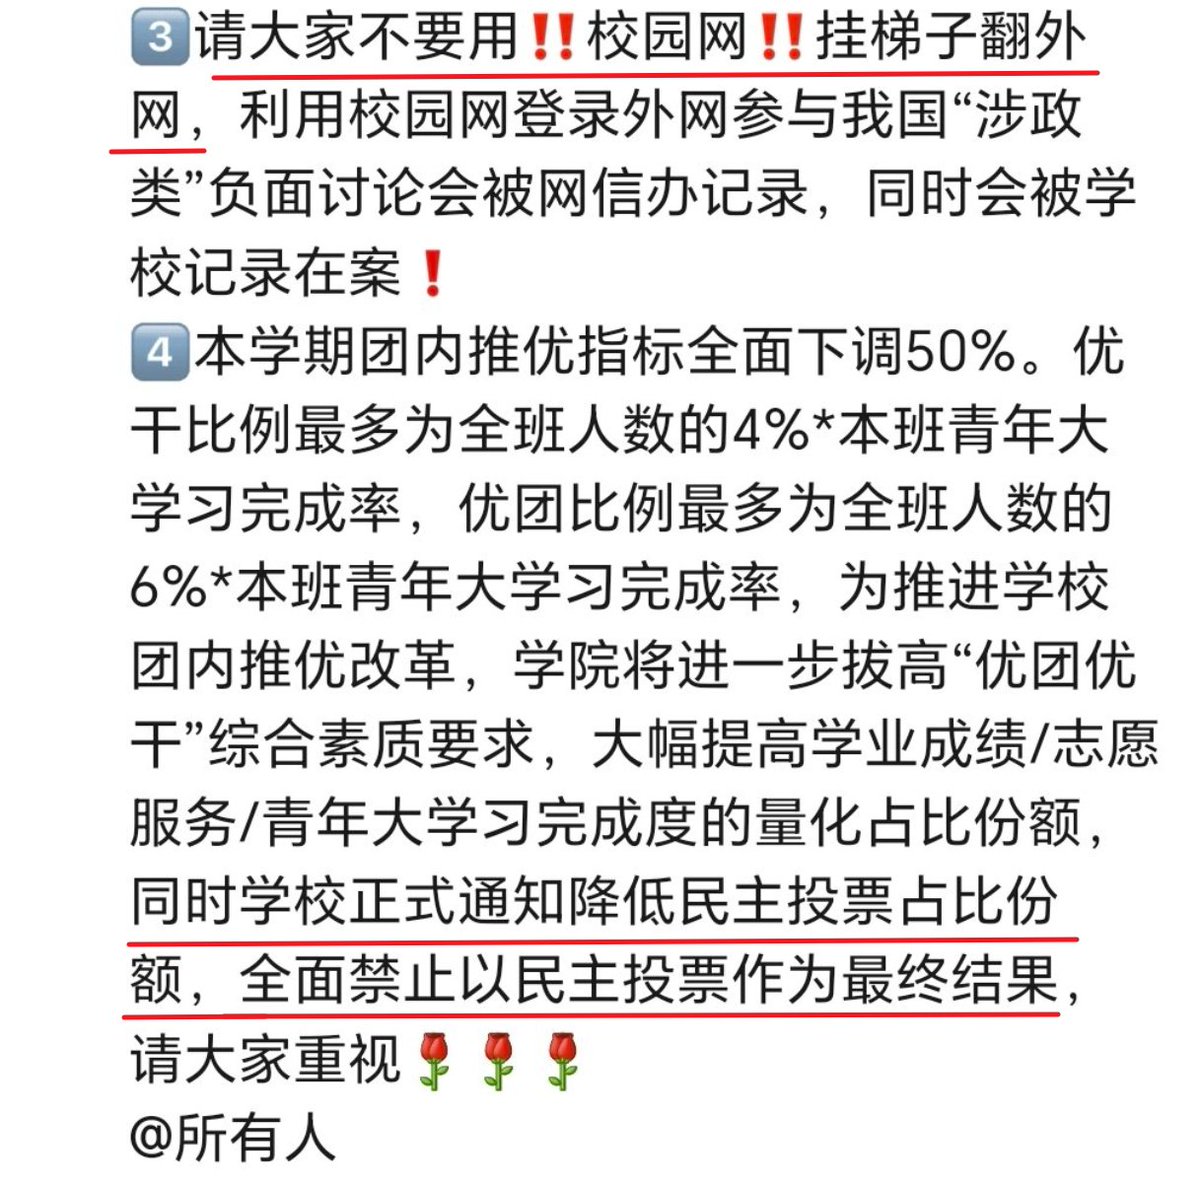 3️⃣请大家不要用‼️校园网‼️挂梯子翻外
网，利用校园网登录外网参与我国“涉政
类”负面讨论会被网信办记录，同时会被学
校记录在案❗
4️⃣本学期团内推优指标全面下调50%。优
干比例最多为全班人数的4%*本班青年大
学习完成率，优团比例最多为全班人数的
6%*本班青年大学习完成率，为推进学校
团内推优改革，学院将进一步拔高“优团优
干”综合素质要求，大幅提高学业成绩/志愿
服务/青年大学习完成度的量化占比份额，
同时学校正式通知降低民主投票占比份
额，全面禁止以民主投票作为最终结果，
请大家重视🌹🌹🌹
@所有人